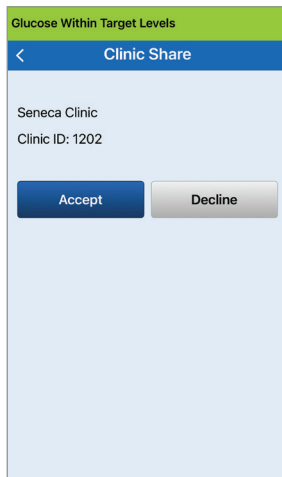 Glucose Within Target Levels
Clinic Share
Seneca Clinic
Clinic ID: 1202
Accept Decline